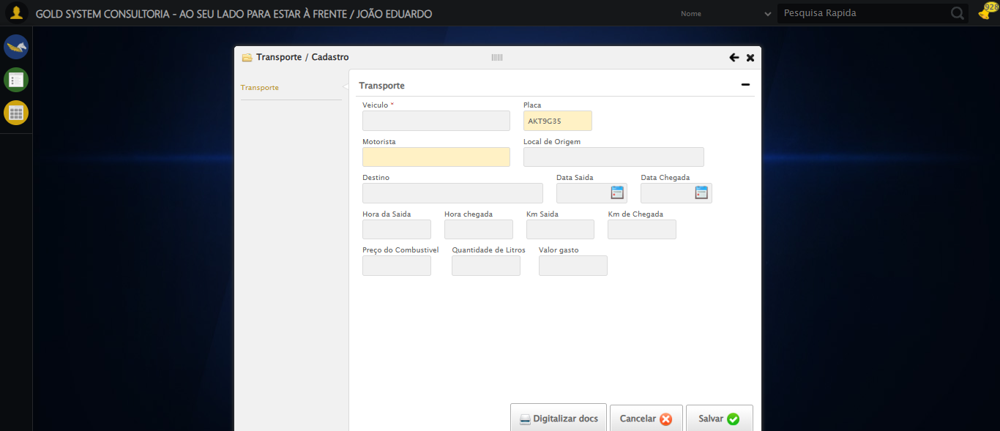 GOLD SYSTEM CONSULTORIA - AO SEU LADO PARA ESTAR À FRENTE / JOÃO EDUARDO
Nome
Pesquisa Rapida
928
Transporte / Cadastro
Transporte
Transporte
Veiculo *
Placa
AKT9G35
Motorista
Local de Origem
Destino
Data Saida
Data Chegada
Hora da Saida
Hora chegada
Km Saida
Km de Chegada
Preço do Combustivel
Quantidade de Litros
Valor gasto
Digitalizar docs
Cancelar
Salvar